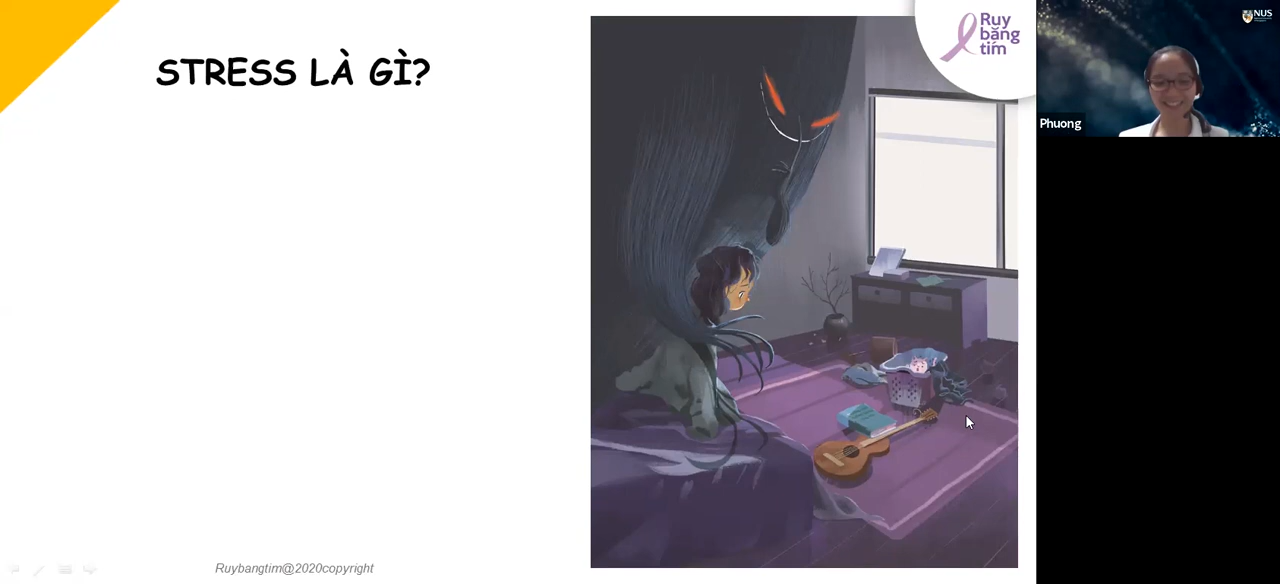 STRESS LÀ GÌ?
Ruy
băng
tím
NUS
Phuong
Ruybangtim@2020copyright